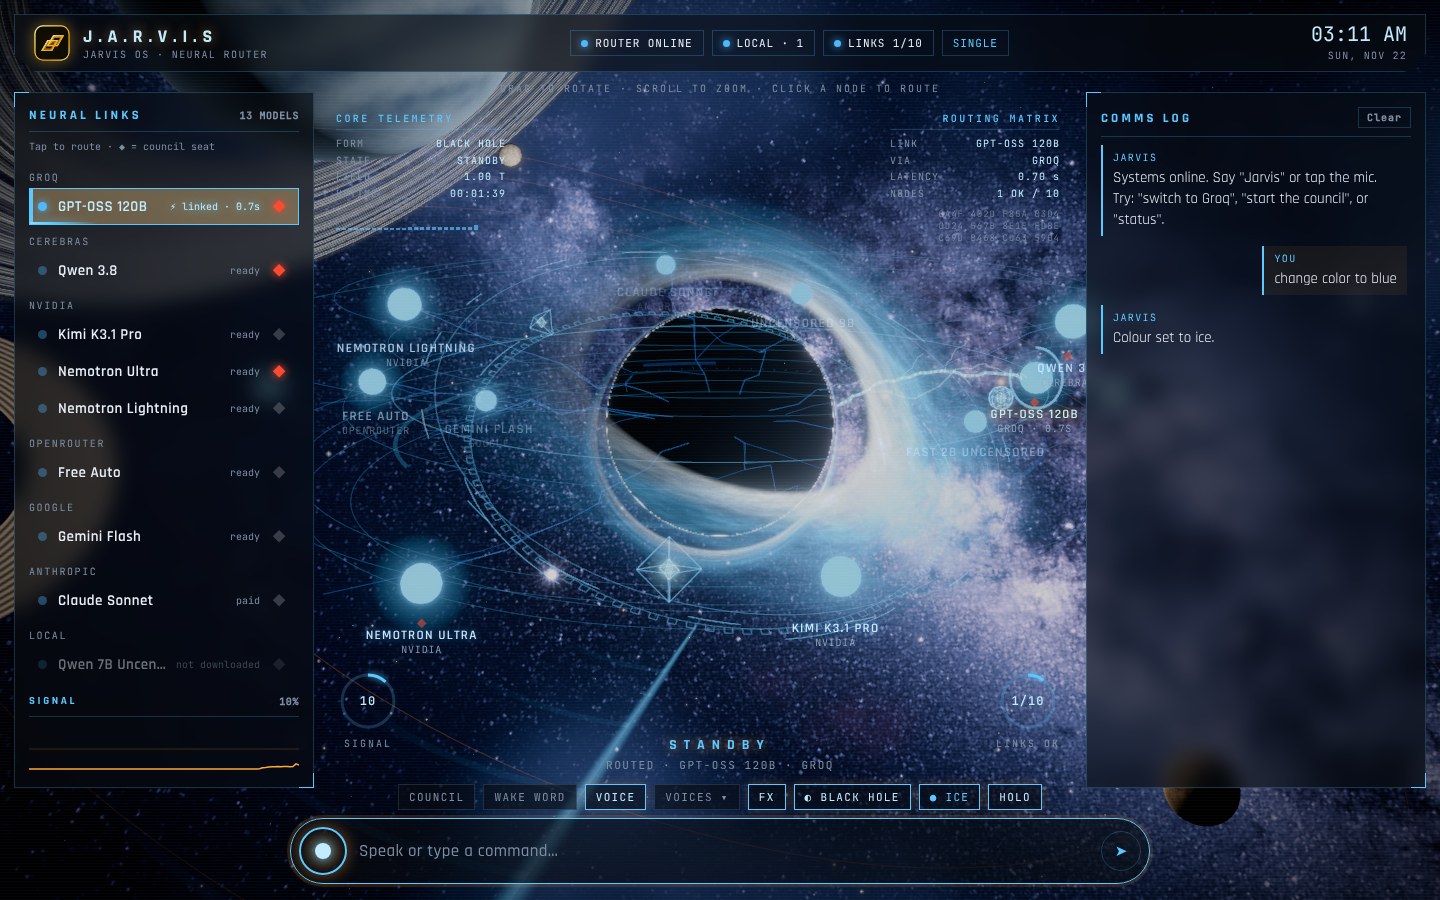 J.A.R.V.I.S
JARVIS OS · NEURAL ROUTER
ROUTER ONLINE
LOCAL · 1
LINKS 1/10
SINGLE
03:11 AM
SUN, NOV 22
DRAG TO ROTATE · SCROLL TO ZOOM · CLICK A NODE TO ROUTE
NEURAL LINKS
13 MODELS
Tap to route · ◆ = council seat
GROQ
GPT-OSS 120B
⚡ linked · 0.7s
CEREBRAS
Qwen 3.8
ready
NVIDIA
Kimi K3.1 Pro
ready
Nemotron Ultra
ready
Nemotron Lightning
ready
OPENROUTER
Free Auto
ready
GOOGLE
Gemini Flash
ready
ANTHROPIC
Claude Sonnet
paid
LOCAL
Qwen 7B Uncen...
not downloaded
SIGNAL
10%
CORE TELEMETRY
FORM BLACK HOLE
STATE STANDBY
1.00 T
00:01:39
ROUTING MATRIX
LINK GPT-OSS 120B
VIA GROQ
LATENCY 0.70 s
NODES 1 OK / 10
CLAUDE SONNET
UNCENSORED 9B
NEMOTRON LIGHTNING
NVIDIA
FREE AUTO
OPENROUTER
GEMINI FLASH
GOOGLE
QWEN 3
GPT-OSS 120B
GROQ · 0.7S
FAST 2B UNCENSORED
NEMOTRON ULTRA
NVIDIA
KIMI K3.1 PRO
NVIDIA
10
SIGNAL
1/10
LINKS OK
STANDBY
ROUTED · GPT-OSS 120B · GROQ
COUNCIL
WAKE WORD
VOICE
VOICES ▾
FX
◐ BLACK HOLE
● ICE
HOLO
Speak or type a command...
COMMS LOG
Clear
JARVIS
Systems online. Say "Jarvis" or tap the mic.
Try: "switch to Groq", "start the council", or
"status".
YOU
change color to blue
JARVIS
Colour set to ice.